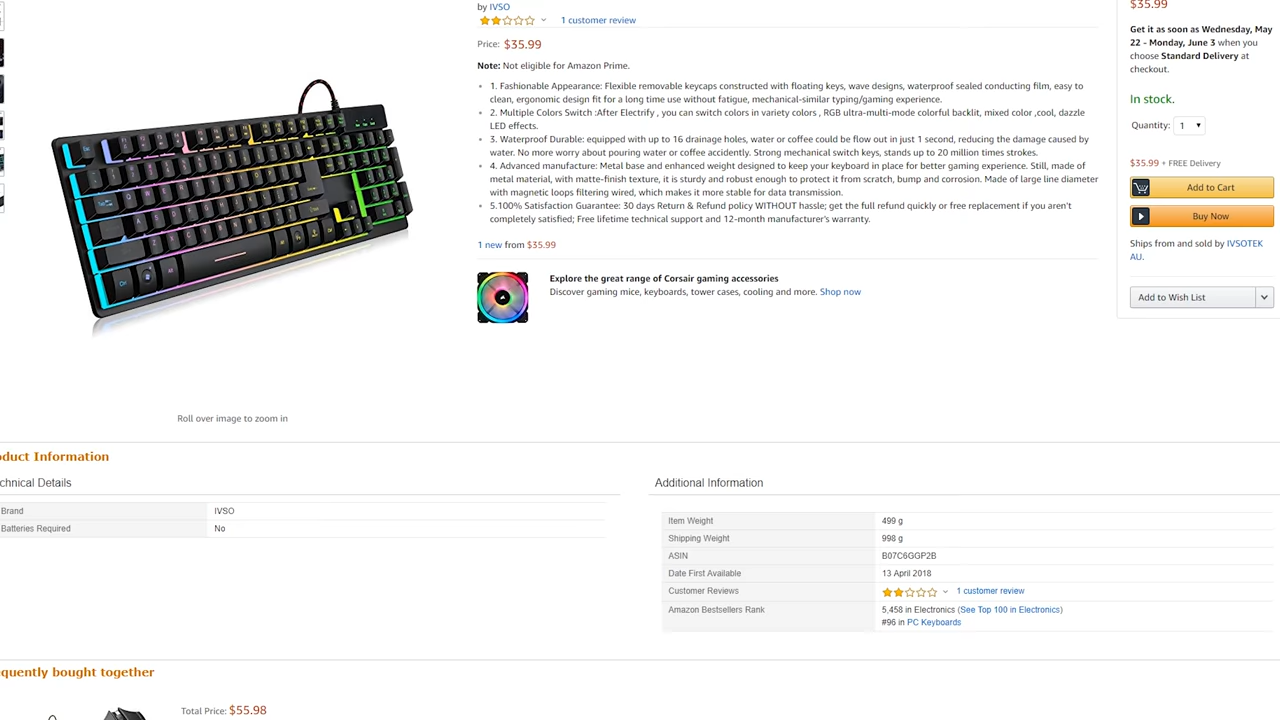 by IVSO
1 customer review
Price: $35.99
Note: Not eligible for Amazon Prime.
1. Fashionable Appearance: Flexible removable keycaps constructed with floating keys, wave designs, waterproof sealed conducting film, easy to
clean, ergonomic design fit for a long time use without fatigue, mechanical-similar typing/gaming experience.
2. Multiple Colors Switch :After Electrify , you can switch colors in variety colors , RGB ultra-multi-mode colorful backlit, mixed color ,cool, dazzle
LED effects.
3. Waterproof Durable: equipped with up to 16 drainage holes, water or coffee could be flow out in just 1 second, reducing the damage caused by
water. No more worry about pouring water or coffee accidently. Strong mechanical switch keys, stands up to 20 million times strokes.
4. Advanced manufacture: Metal base and enhanced weight designed to keep your keyboard in place for better gaming experience. Still, made of
metal material, with matte-finish texture, it is sturdy and robust enough to protect it from scratch, bump and corrosion. Made of large line diameter
with magnetic loops filtering wired, which makes it more stable for data transmission.
5.100% Satisfaction Guarantee: 30 days Return & Refund policy WITHOUT hassle; get the full refund quickly or free replacement if you aren't
completely satisfied; Free lifetime technical support and 12-month manufacturer's warranty.
1 new from $35.99
Explore the great range of Corsair gaming accessories
Discover gaming mice, keyboards, tower cases, cooling and more. Shop now
$35.99
Get it as soon as Wednesday, May
22 - Monday, June 3 when you
choose Standard Delivery at
checkout.
In stock.
Quantity: 1
$35.99 + FREE Delivery
Add to Cart
Buy Now
Ships from and sold by IVSOTEK
AU.
Add to Wish List
Roll over image to zoom in
oduct Information
chnical Details
Brand IVSO
Batteries Required No
Additional Information
Item Weight 499 g
Shipping Weight 998 g
ASIN B07C6GGP2B
Date First Available 13 April 2018
Customer Reviews 1 customer review
Amazon Bestsellers Rank 5,458 in Electronics (See Top 100 in Electronics)
#96 in PC Keyboards
equently bought together
Total Price: $55.98